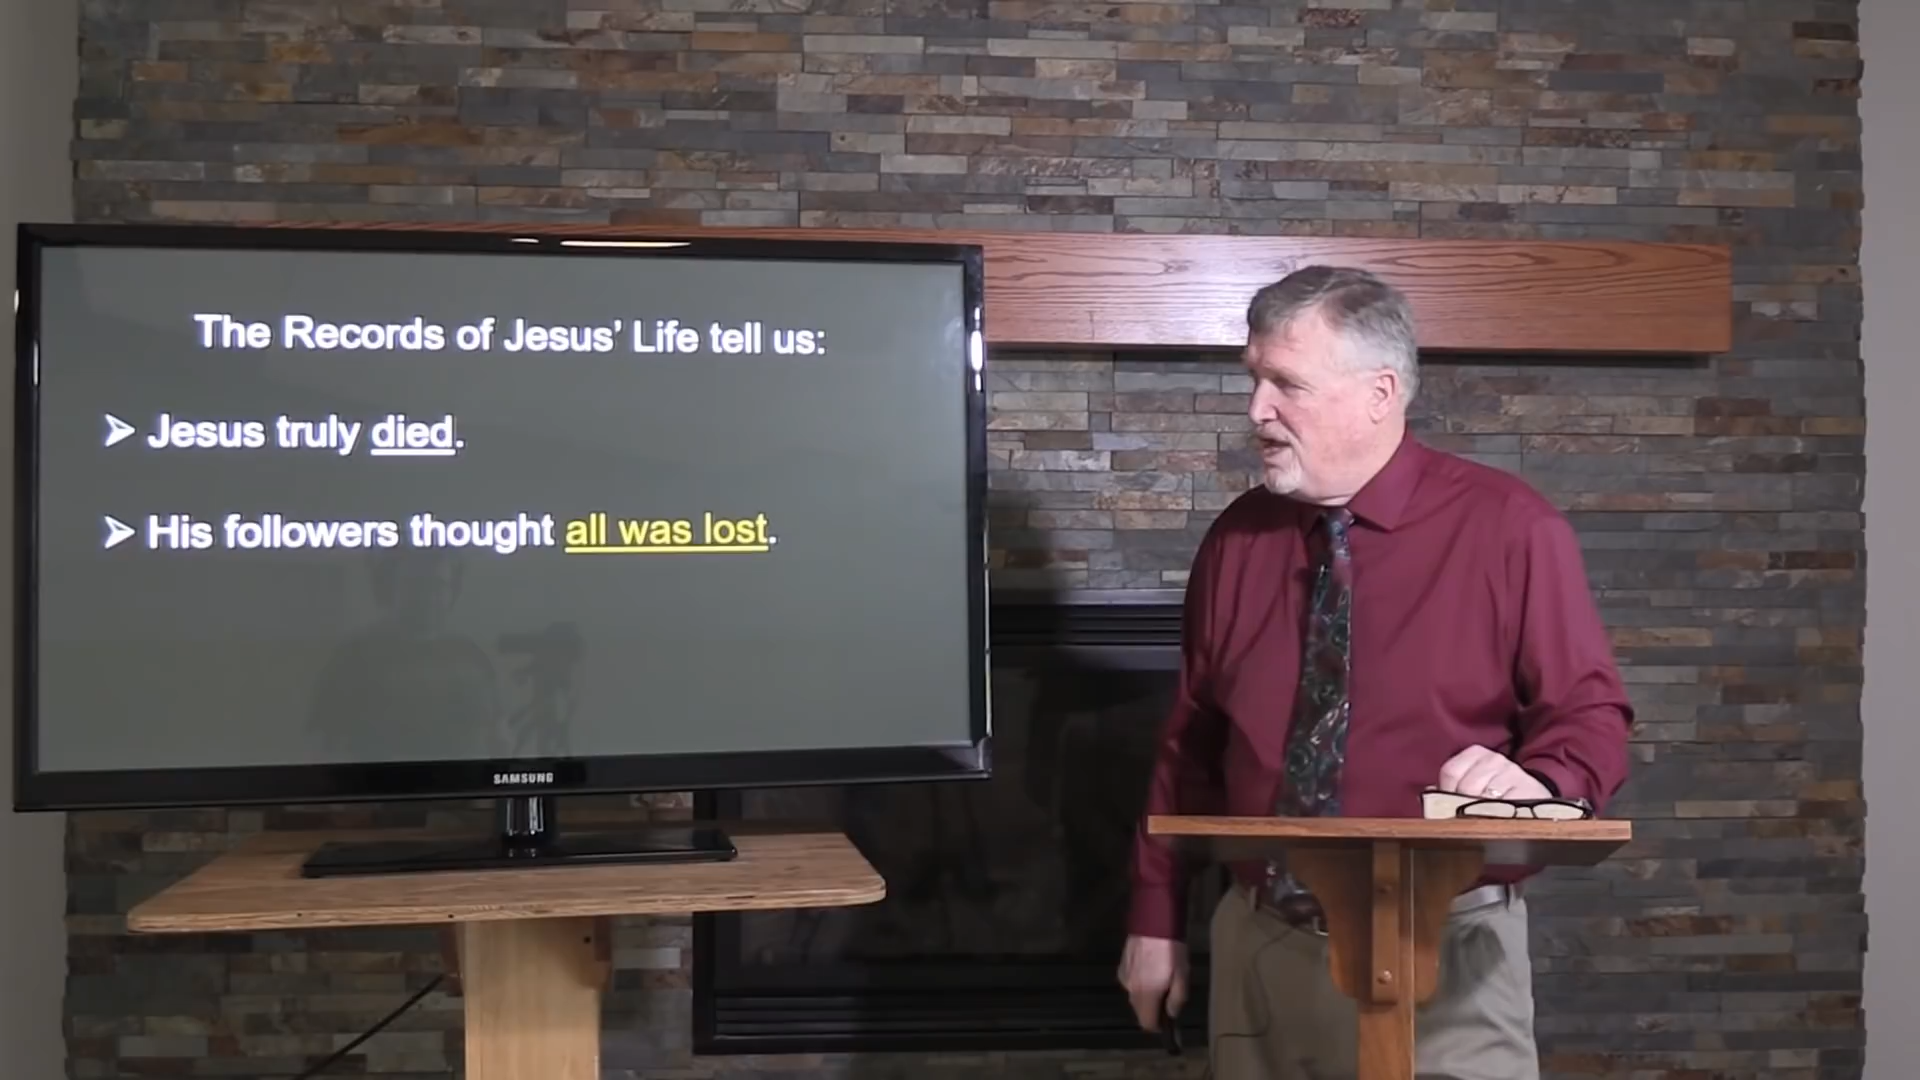 The Records of Jesus’ Life tell us:
➢ Jesus truly died.
➢ His followers thought all was lost.
SAMSUNG